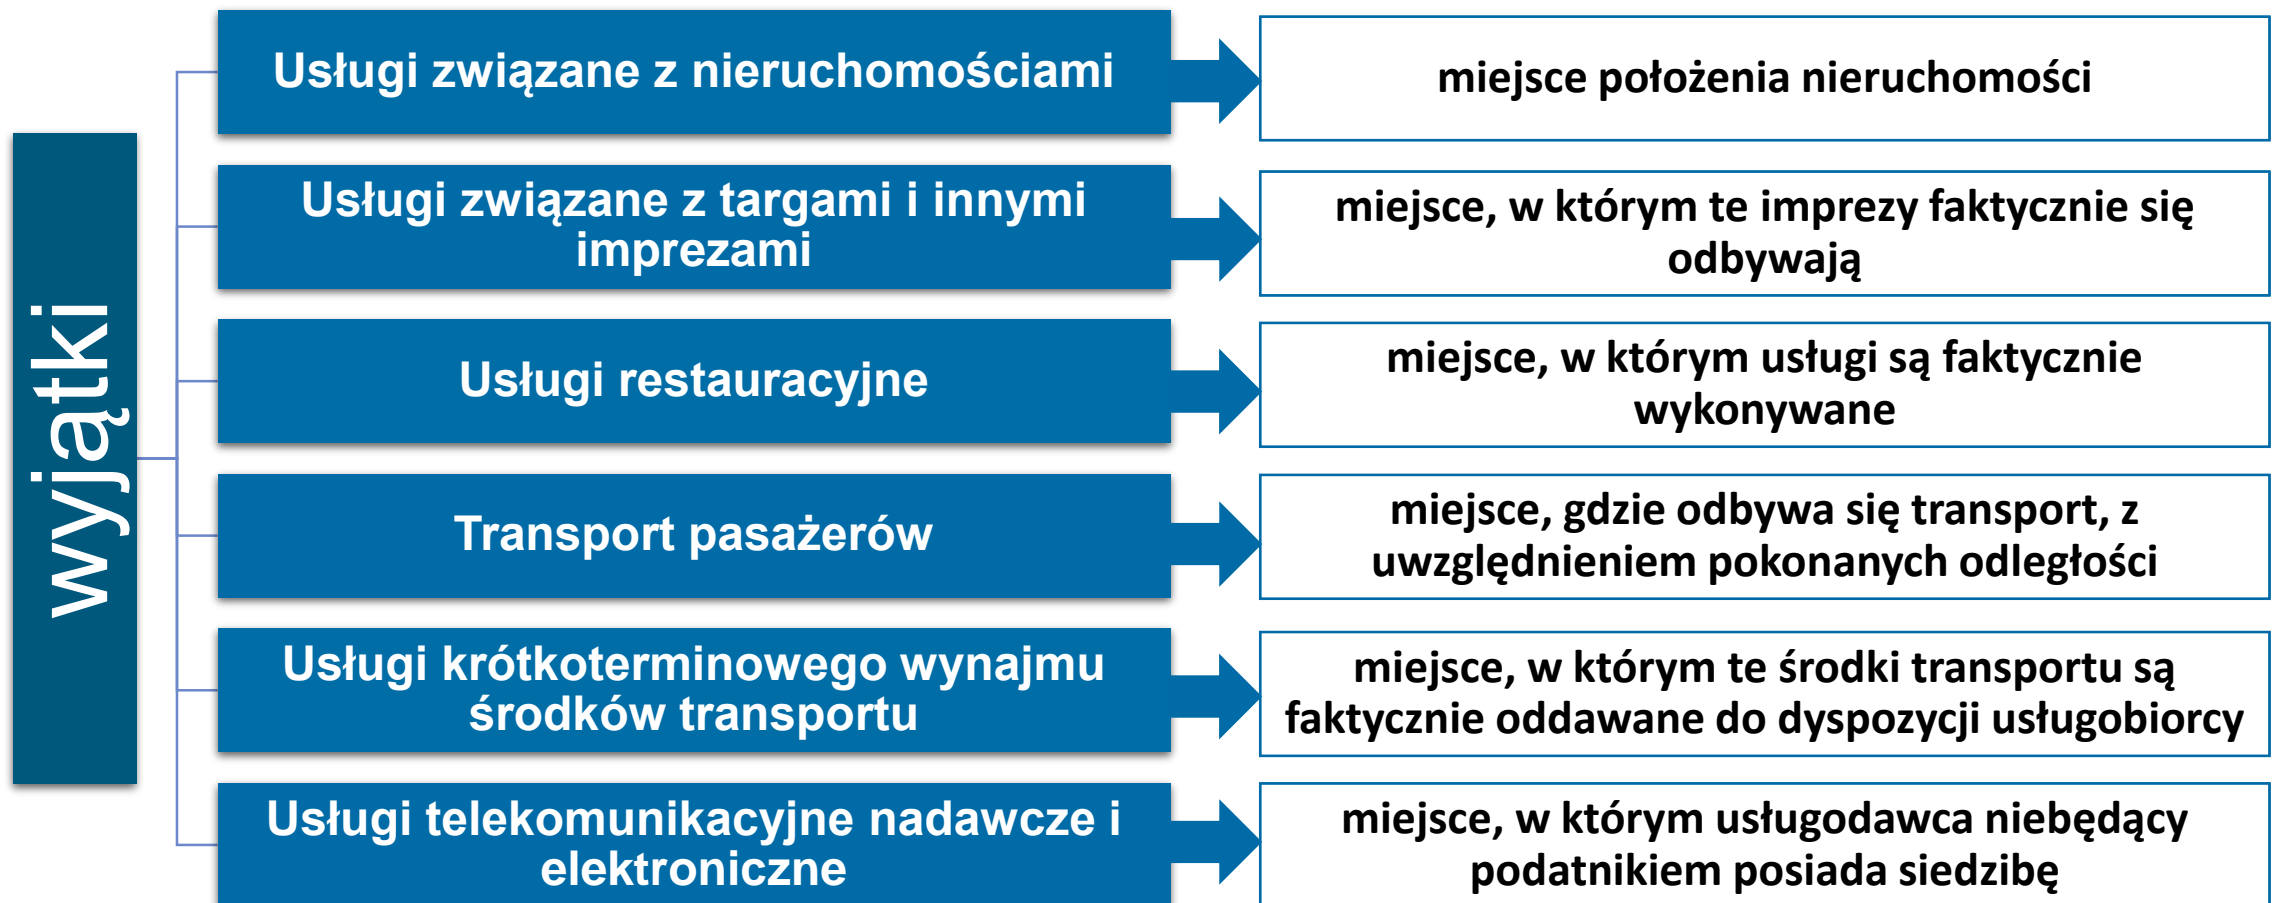 wyjątki
Usługi związane z nieruchomościami
miejsce położenia nieruchomości
Usługi związane z targami i innymi
imprezami
miejsce, w którym te imprezy faktycznie się
odbywają
Usługi restauracyjne
miejsce, w którym usługi są faktycznie
wykonywane
Transport pasażerów
miejsce, gdzie odbywa się transport, z
uwzględnieniem pokonanych odległości
Usługi krótkoterminowego wynajmu
środków transportu
miejsce, w którym te środki transportu są
faktycznie oddawane do dyspozycji usługobiorcy
Usługi telekomunikacyjne nadawcze i
elektroniczne
miejsce, w którym usługodawca niebędący
podatnikiem posiada siedzibę